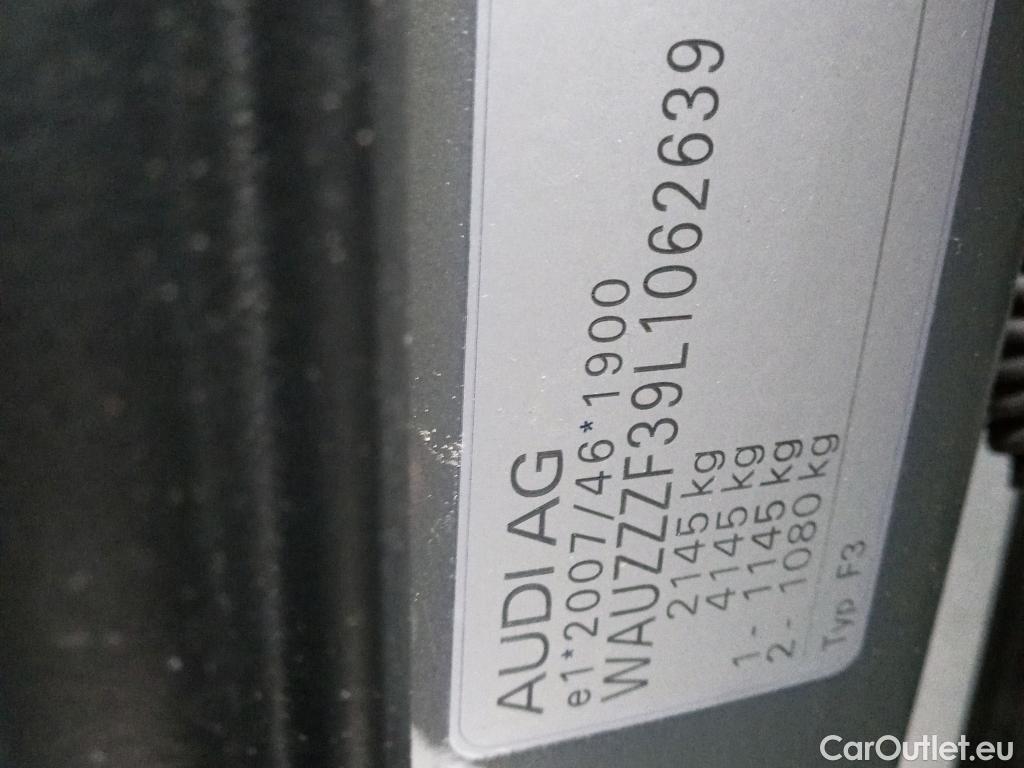 AUDI AG
e1*2007/46*1900
WAUZZZF39L1062639
2145 kg
4145 kg
1- 1145 kg
2- 1080 kg
Typ F3
CarOutlet.eu